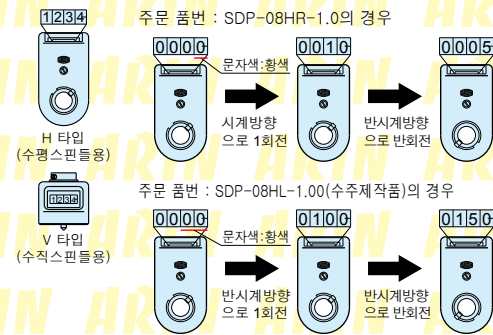 주문 품번 : SDP-08HR-1.0의 경우
1234
0000
0010
0005
문자색:황색
시계방향
으로 1회전
반시계방향
으로 반회전
H 타입
(수평스핀들용)
주문 품번 : SDP-08HL-1.00(수주제작품)의 경우
1234
0000
0100
0150
문자색:황색
V 타입
(수직스핀들용)
반시계방향
으로 1회전
반시계방향
으로 반회전